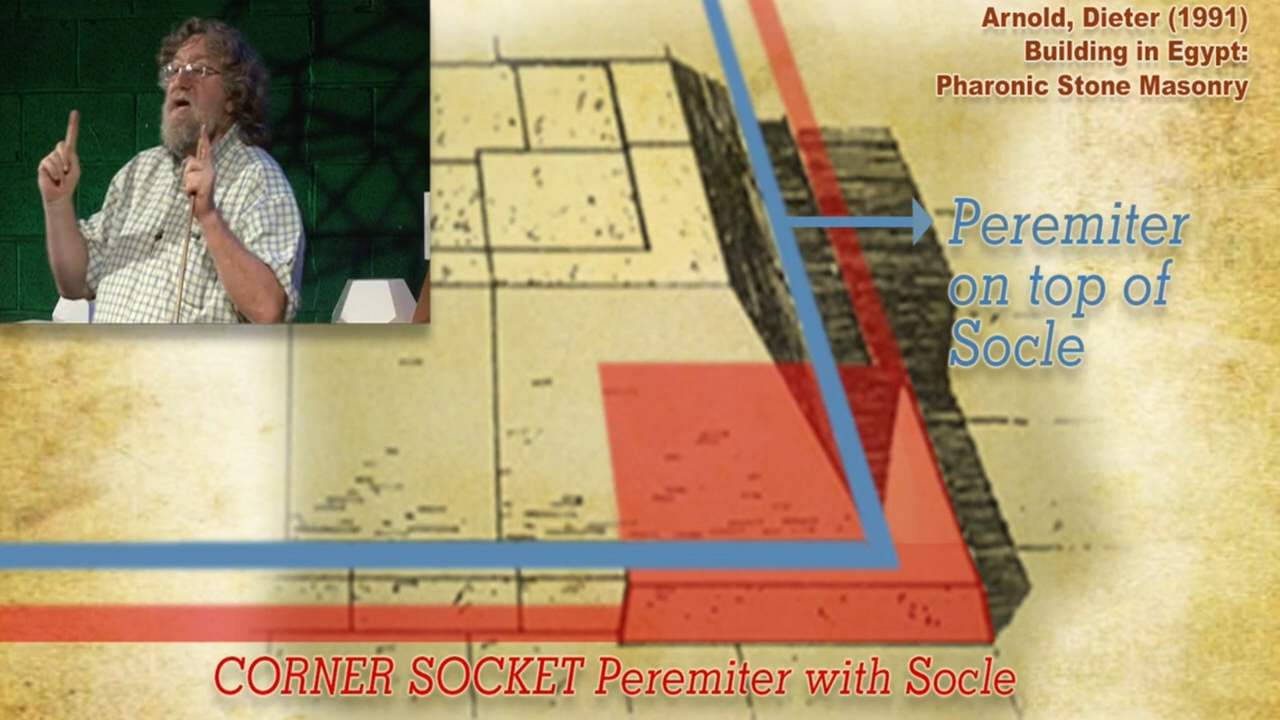 Arnold, Dieter (1991)
Building in Egypt:
Pharonic Stone Masonry
Peremiter
on top of
Socle
CORNER SOCKET Peremiter with Socle